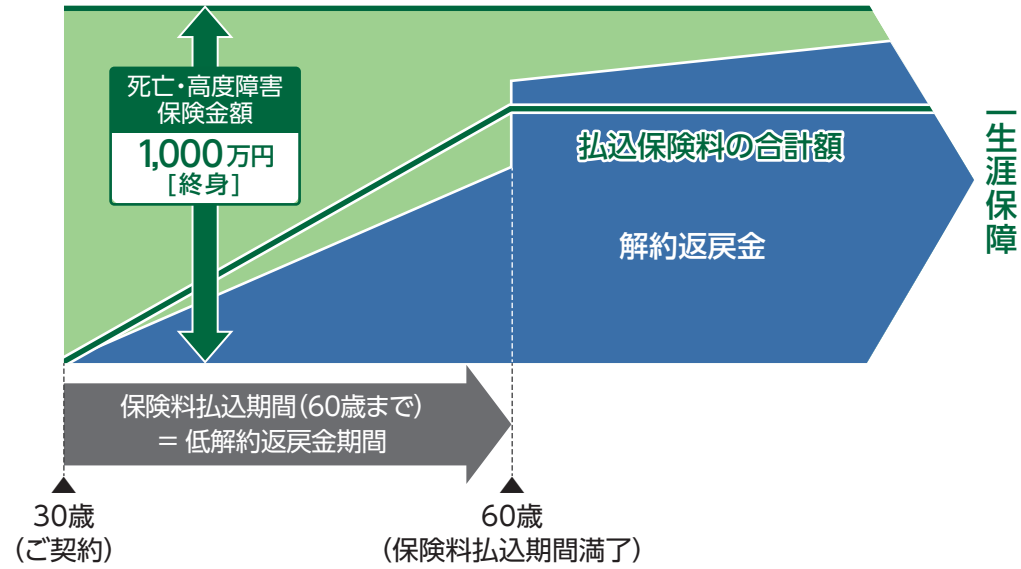 死亡・高度障害
保険金額
1,000万円
[終身]
払込保険料の合計額
解約返戻金
一生涯保障
保険料払込期間(60歳まで)
= 低解約返戻金期間
30歳
(ご契約)
60歳
(保険料払込期間満了)